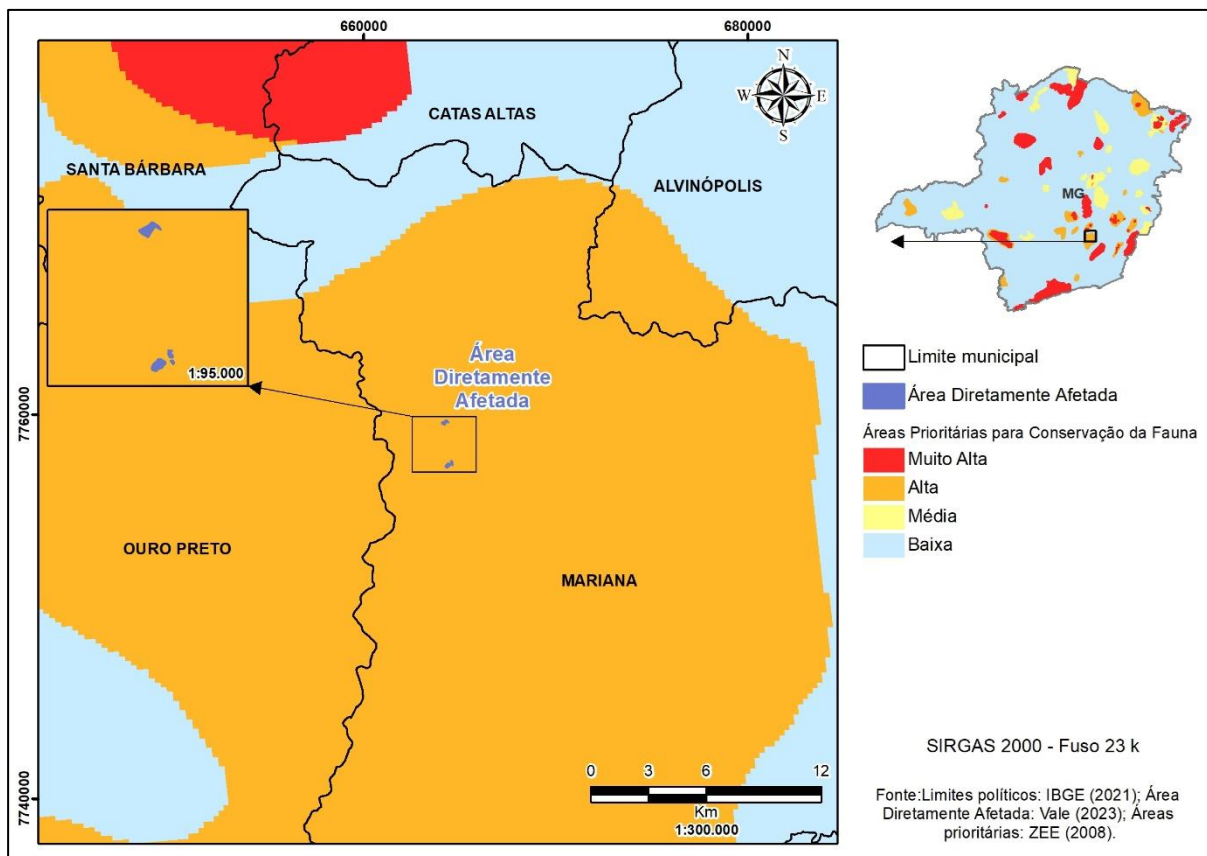 660000
680000
N
W
E
S
CATAS ALTAS
SANTA BÁRBARA
ALVINÓPOLIS
1:95.000
Área
Diretamente
Afetada
7760000
OURO PRETO
MARIANA
7740000
0 3 6 12
Km
1:300.000
MG
Limite municipal
Área Diretamente Afetada
Áreas Prioritárias para Conservação da Fauna
Muito Alta
Alta
Média
Baixa
SIRGAS 2000 - Fuso 23 k
Fonte:Limites políticos: IBGE (2021); Área
Diretamente Afetada: Vale (2023); Áreas
prioritárias: ZEE (2008).